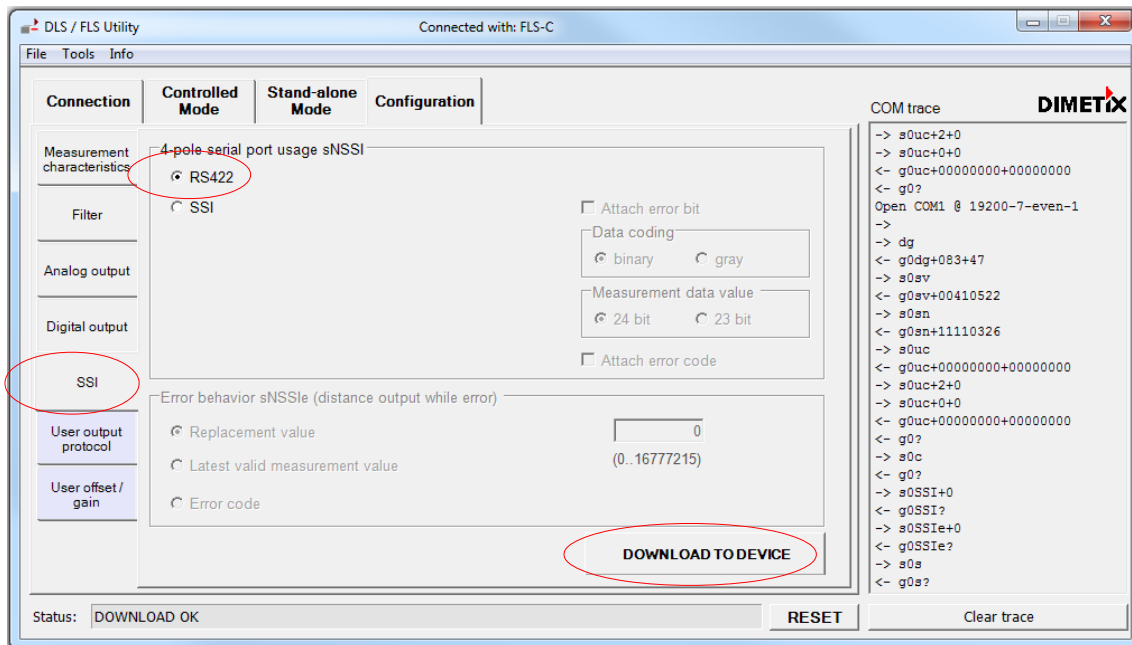 DLS / FLS Utility
Connected with: FLS-C
File Tools Info
Connection
Controlled
Mode
Stand-alone
Mode
Configuration
COM trace
DIMETIX
Measurement
characteristics
Filter
Analog output
Digital output
SSI
User output
protocol
User offset /
gain
4-pole serial port usage sNSSI
RS422
SSI
Attach error bit
Data coding
binary gray
Measurement data value
24 bit 23 bit
Attach error code
Error behavior sNSSIe (distance output while error)
Replacement value 0
(0..16777215)
Latest valid measurement value
Error code
DOWNLOAD TO DEVICE
-> s0uc+2+0
-> s0uc+0+0
<- g0uc+00000000+00000000
<- g0?
Open COM1 @ 19200-7-even-1
->
-> dg
<- g0dg+083+47
-> s0sv
<- g0sv+00410522
-> s0sn
<- g0sn+11110326
-> s0uc
<- g0uc+00000000+00000000
-> s0uc+2+0
-> s0uc+0+0
<- g0uc+00000000+00000000
<- g0?
-> s0c
<- g0?
-> s0SSI+0
<- g0SSI?
-> s0SSIe+0
<- g0SSIe?
-> s0s
<- g0s?
Status: DOWNLOAD OK
RESET
Clear trace